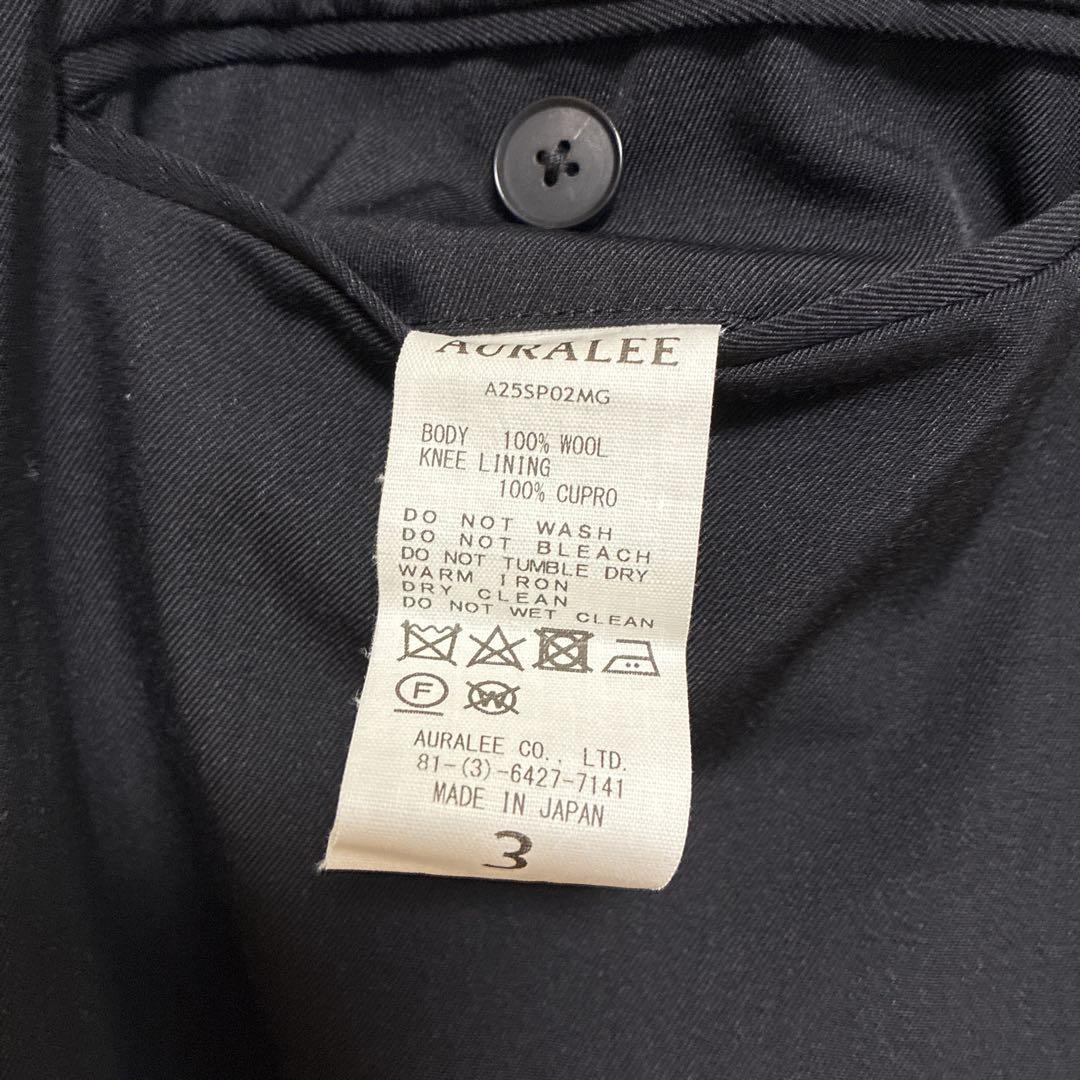 AURALEE
A25SP02MG
BODY 100% WOOL
KNEE LINING
100% CUPRO
DO NOT WASH
DO NOT BLEACH
DO NOT TUMBLE DRY
WARM IRON
DRY CLEAN
DO NOT WET CLEAN
F W
AURALEE CO., LTD.
81-(3)-6427-7141
MADE IN JAPAN
3